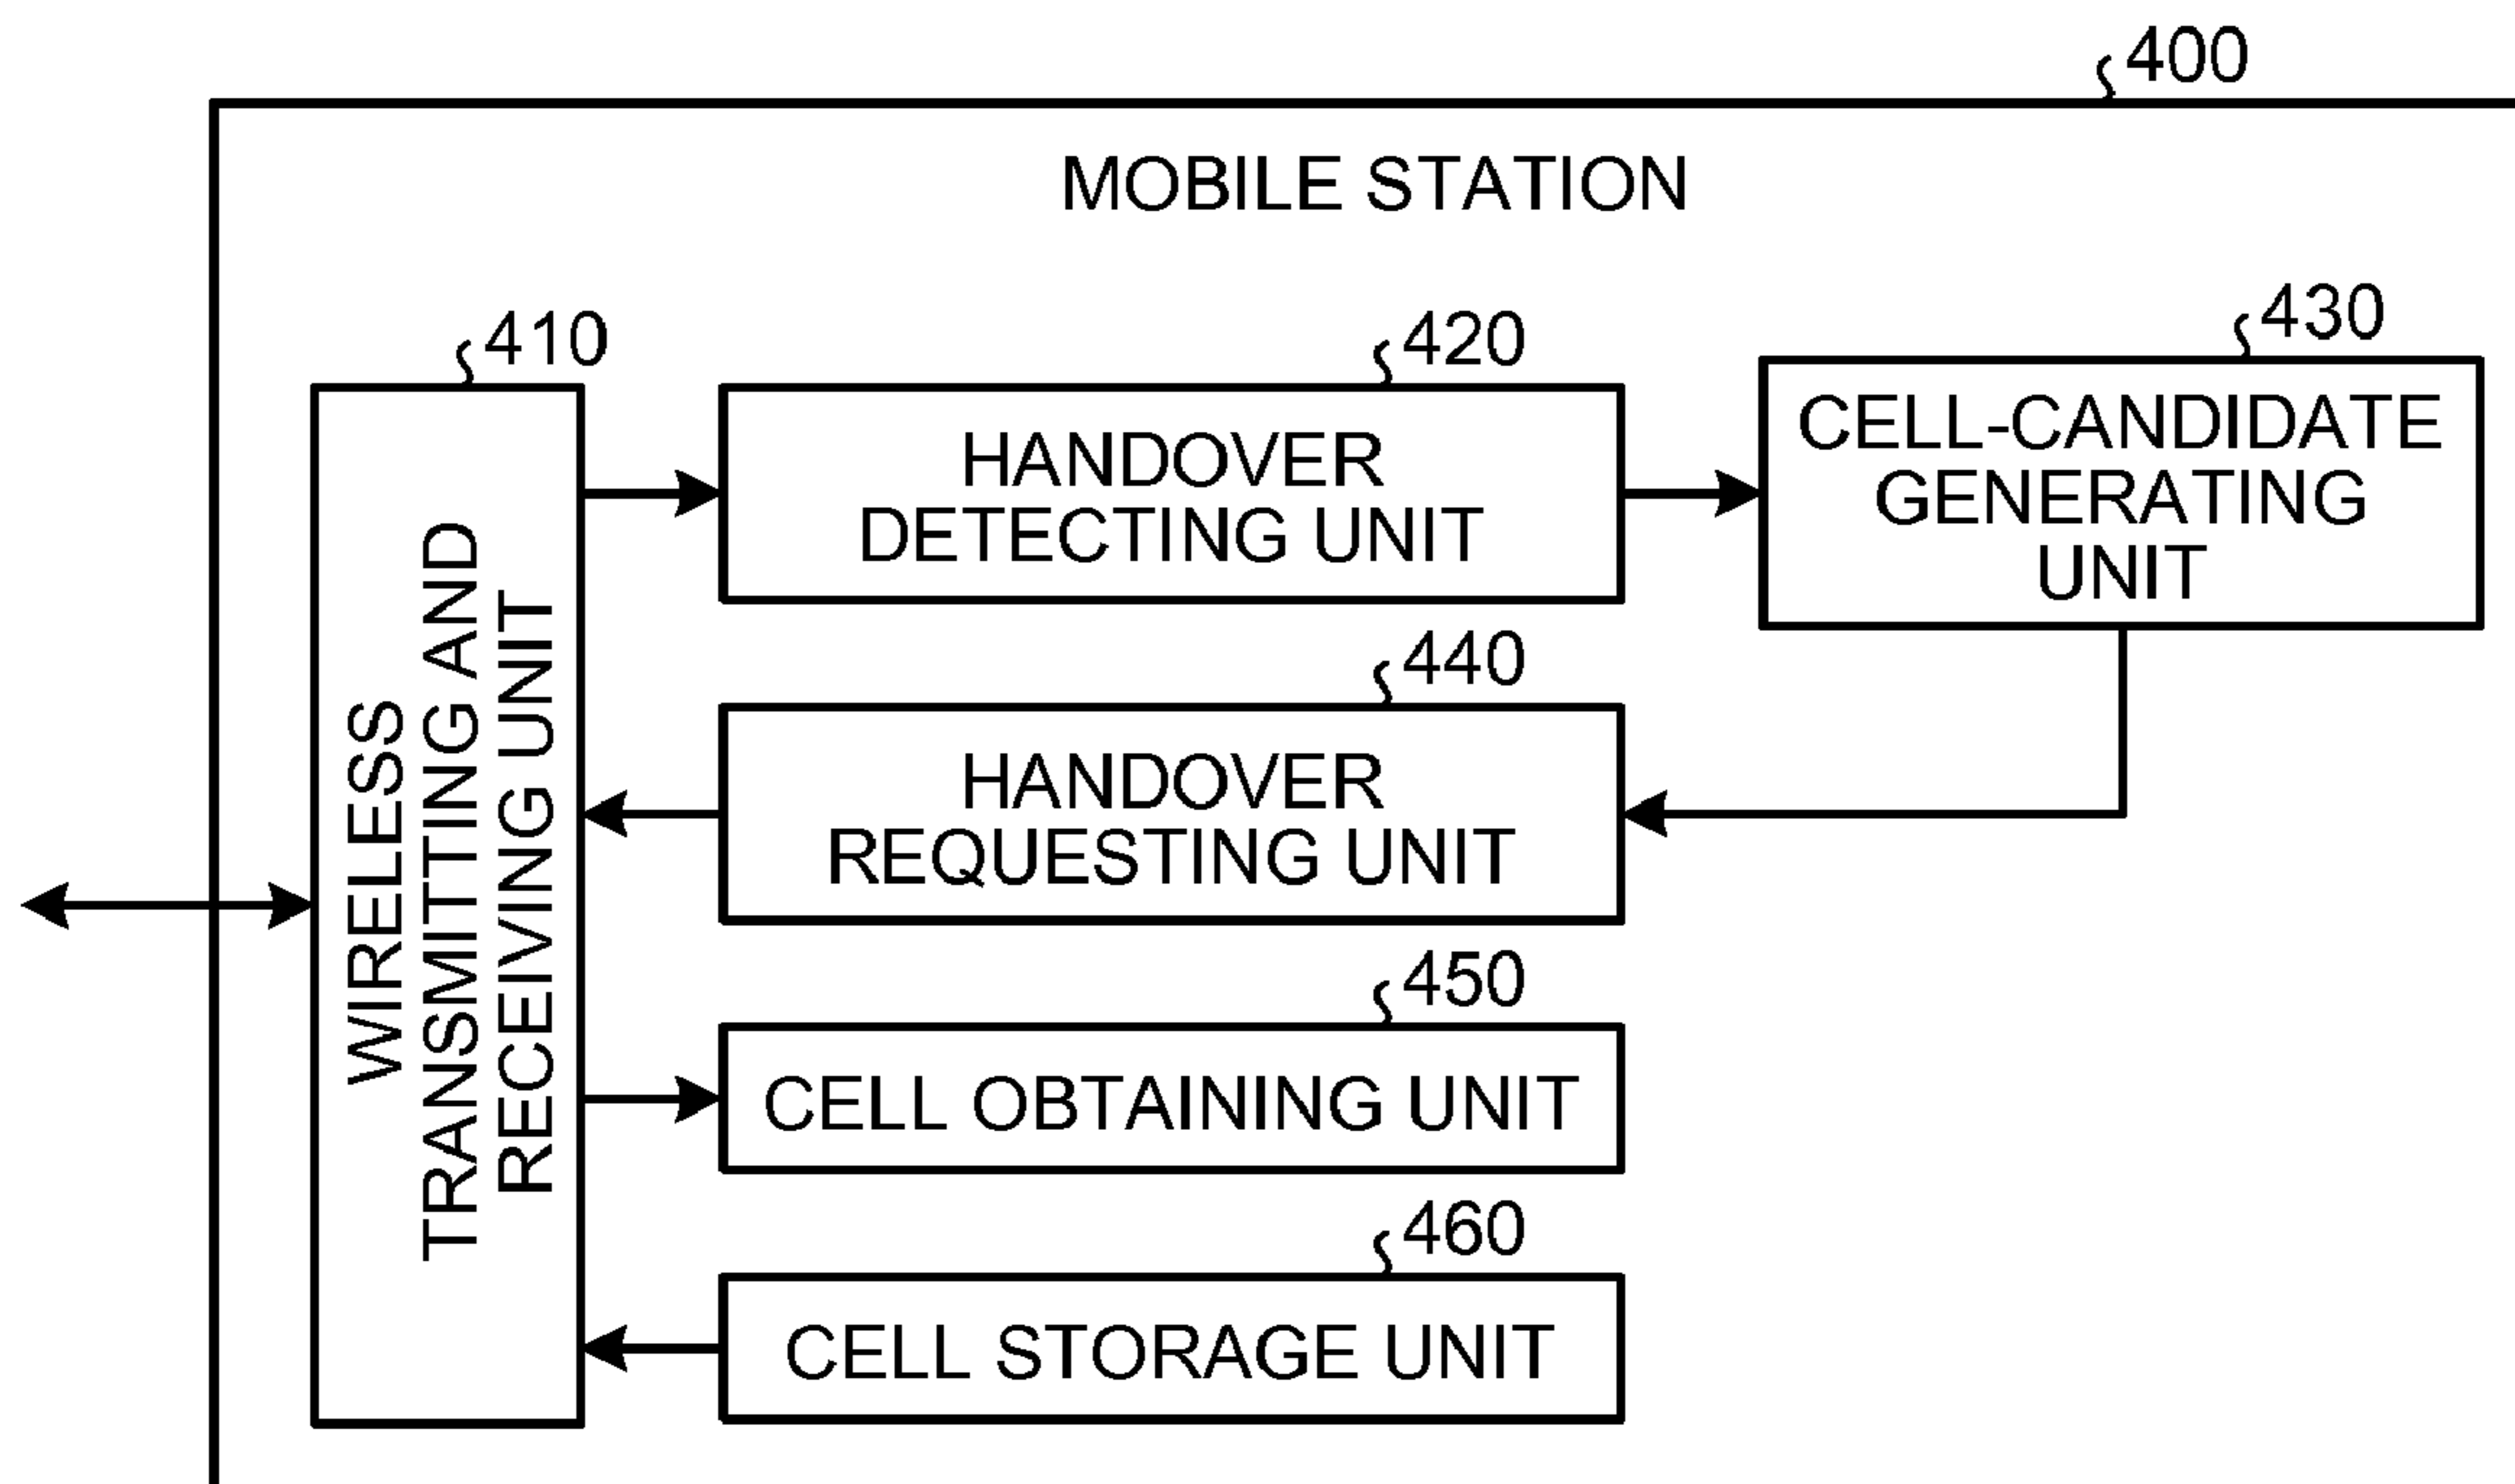 400
MOBILE STATION
410
WIRELESS
TRANSMITTING AND
RECEIVING UNIT
420
HANDOVER
DETECTING UNIT
430
CELL-CANDIDATE
GENERATING
UNIT
440
HANDOVER
REQUESTING UNIT
450
CELL OBTAINING UNIT
460
CELL STORAGE UNIT